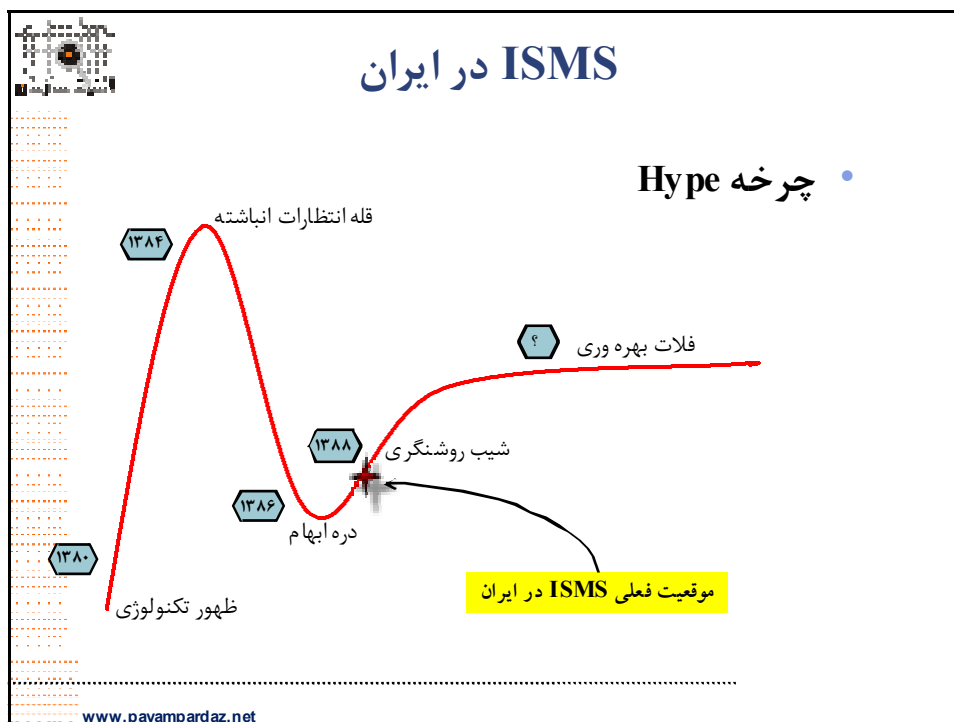 ISMS در ایران
چرخه Hype
قله انتظارات انباشته
۱۳۸۴
؟
فلات بهره وری
۱۳۸۸
شیب روشنگری
۱۳۸۶
دره ابهام
۱۳۸۰
موقعیت فعلی ISMS در ایران
ظهور تکنولوژی
www.payampardaz.net